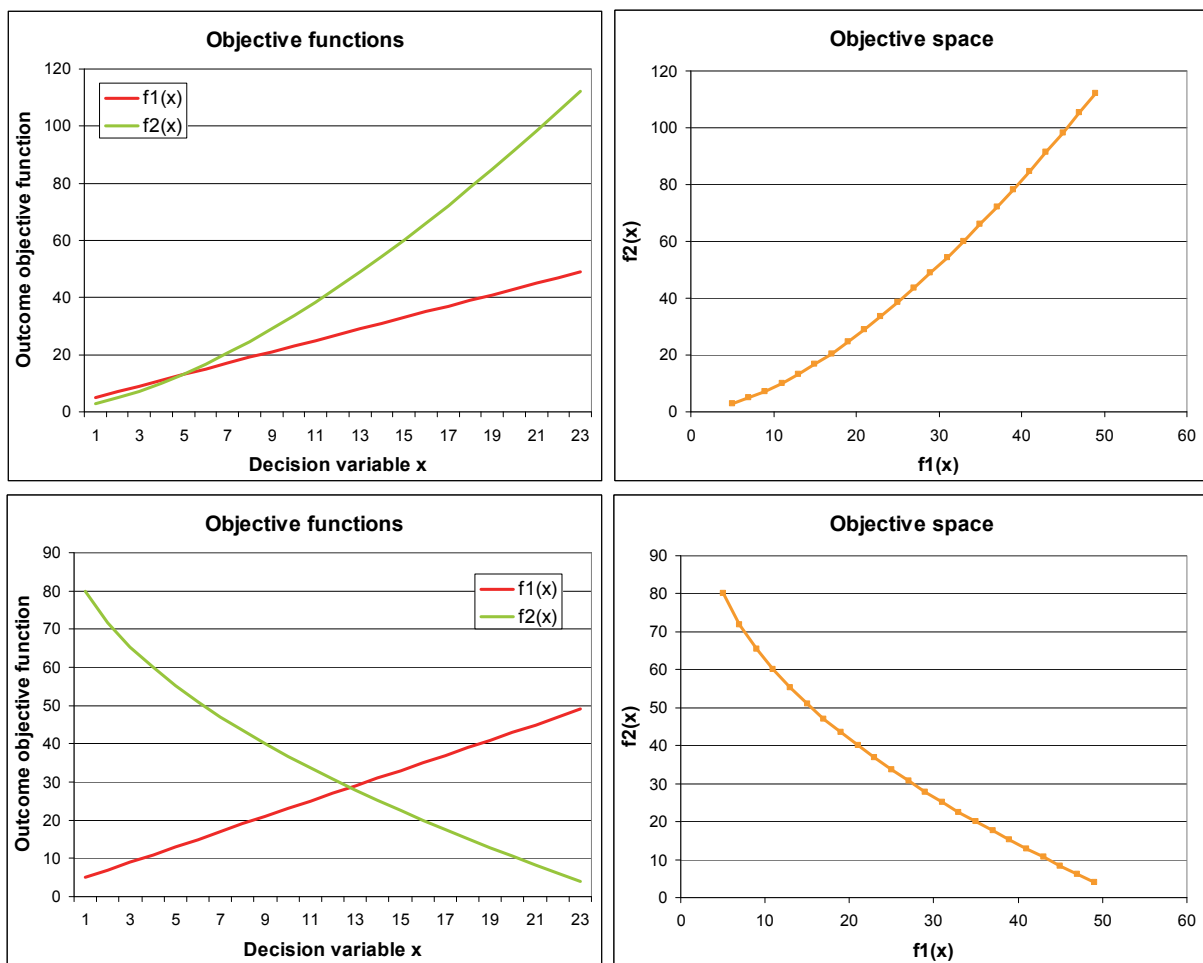 Objective functions
120
100
80
60
40
20
0
f1(x)
f2(x)
Outcome objective function
1 3 5 7 9 11 13 15 17 19 21 23
Decision variable x
Objective space
120
100
80
60
40
20
0
f2(x)
0 10 20 30 40 50 60
f1(x)
Objective functions
90
80
70
60
50
40
30
20
10
0
f1(x)
f2(x)
Outcome objective function
1 3 5 7 9 11 13 15 17 19 21 23
Decision variable x
Objective space
90
80
70
60
50
40
30
20
10
0
f2(x)
0 10 20 30 40 50 60
f1(x)